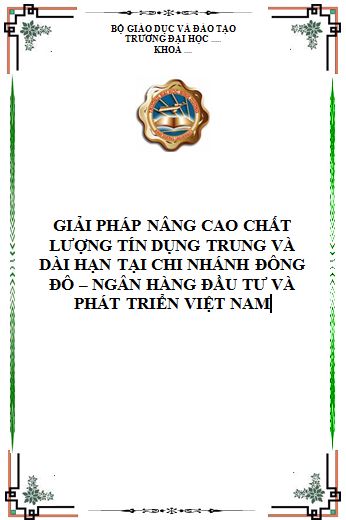 BỘ GIÁO DỤC VÀ ĐÀO TẠO
TRƯỜNG ĐẠI HỌC .....
KHOA ...
GIẢI PHÁP NÂNG CAO CHẤT
LƯỢNG TÍN DỤNG TRUNG VÀ
DÀI HẠN TẠI CHI NHÁNH ĐÔNG
ĐÔ – NGÂN HÀNG ĐẦU TƯ VÀ
PHÁT TRIỂN VIỆT NAM